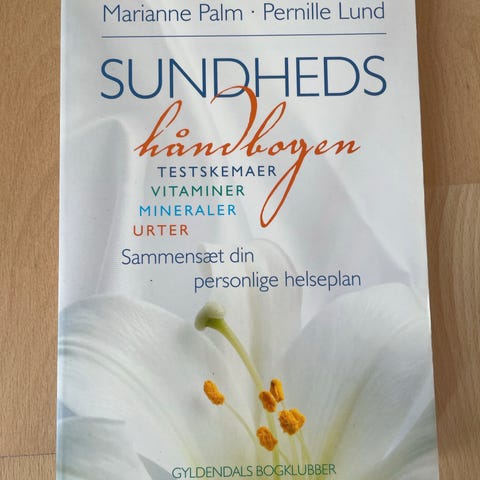 Marianne Palm · Pernille Lund
SUNDHEDS
håndbogen
TESTSKEMAER
VITAMINER
MINERALER
URTER
Sammensæt din
personlige helseplan
GYLDENDALS BOGKLUBBER